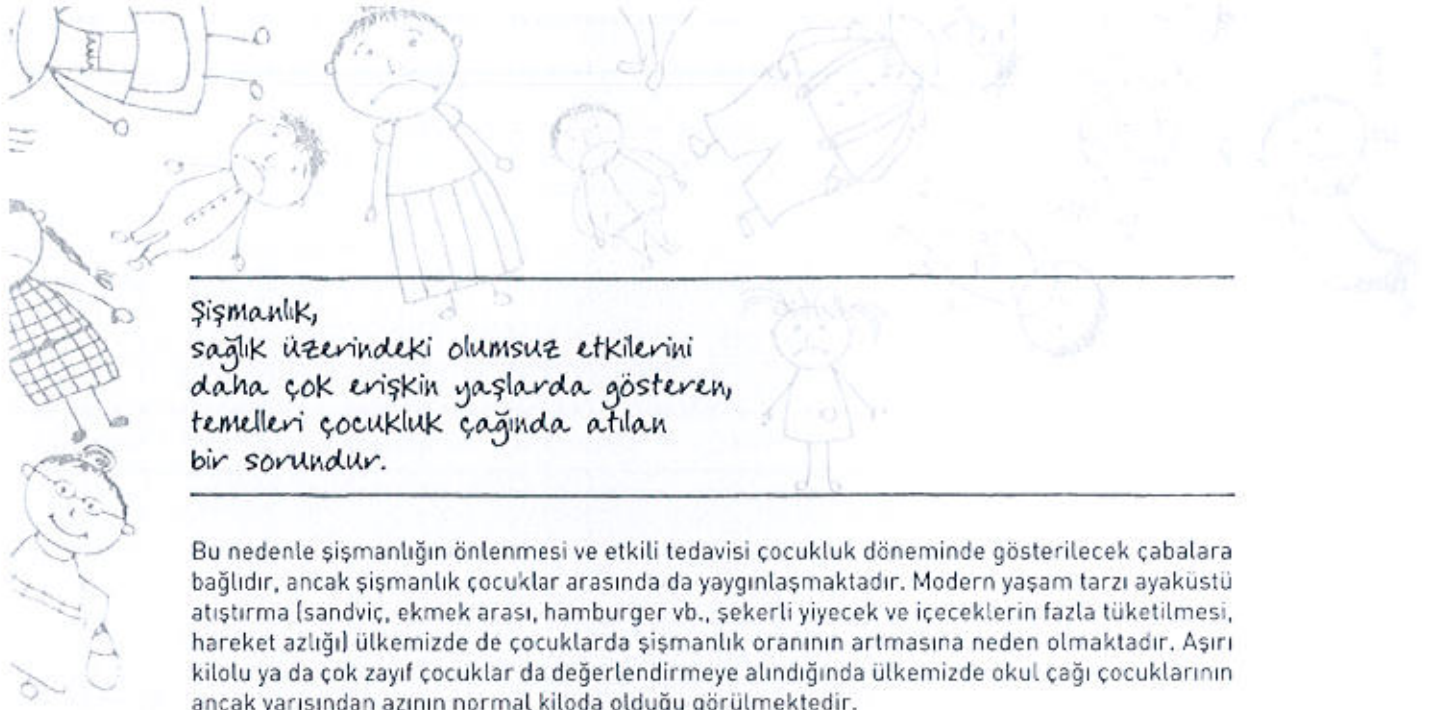 Şişmanlık,
sağlık üzerindeki olumsuz etkilerini
daha çok erişkin yaşlarda gösteren,
temelleri çocukluk çağında atılan
bir sorundur.
Bu nedenle şişmanlığın önlenmesi ve etkili tedavisi çocukluk döneminde gösterilecek çabalara
bağlıdır, ancak şişmanlık çocuklar arasında da yaygınlaşmaktadır. Modern yaşam tarzı ayaküstü
atıştırma (sandviç, ekmek arası, hamburger vb., şekerli yiyecek ve içeceklerin fazla tüketilmesi,
hareket azlığı) ülkemizde de çocuklarda şişmanlık oranının artmasına neden olmaktadır. Aşırı
kilolu ya da çok zayıf çocuklar da değerlendirmeye alındığında ülkemizde okul çağı çocuklarının
ancak yarısından azının normal kiloda olduğu görülmektedir.